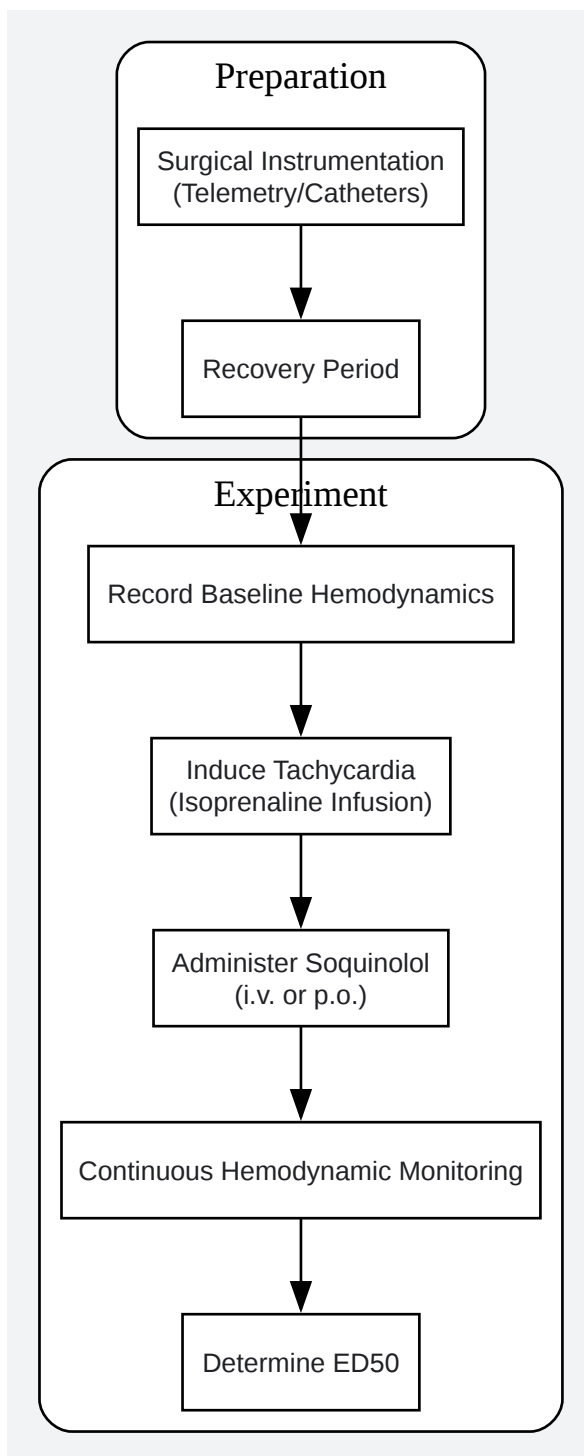 Preparation
Surgical Instrumentation
(Telemetry/Catheters)
Recovery Period
Experiment
Record Baseline Hemodynamics
Induce Tachycardia
(Isoprenaline Infusion)
Administer Soquinolol
(i.v. or p.o.)
Continuous Hemodynamic Monitoring
Determine ED50